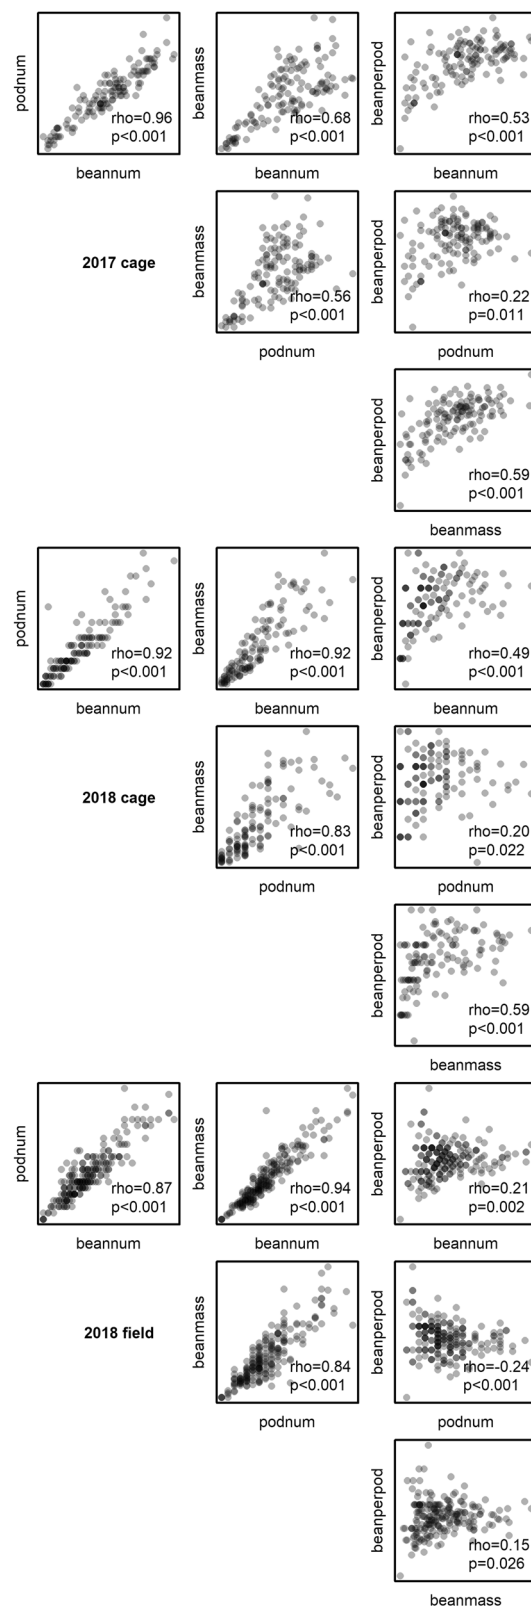 podnum
rho=0.96
p<0.001
beannum
beanmass
rho=0.68
p<0.001
beannum
beanperpod
rho=0.53
p<0.001
beannum
2017 cage
beanmass
rho=0.56
p<0.001
podnum
beanperpod
rho=0.22
p=0.011
podnum
beanperpod
rho=0.59
p<0.001
beanmass
podnum
rho=0.92
p<0.001
beannum
beanmass
rho=0.92
p<0.001
beannum
beanperpod
rho=0.49
p<0.001
beannum
2018 cage
beanmass
rho=0.83
p<0.001
podnum
beanperpod
rho=0.20
p=0.022
podnum
beanperpod
rho=0.59
p<0.001
beanmass
podnum
rho=0.87
p<0.001
beannum
beanmass
rho=0.94
p<0.001
beannum
beanperpod
rho=0.21
p=0.002
beannum
2018 field
beanmass
rho=0.84
p<0.001
podnum
beanperpod
rho=-0.24
p<0.001
podnum
beanperpod
rho=0.15
p=0.026
beanmass